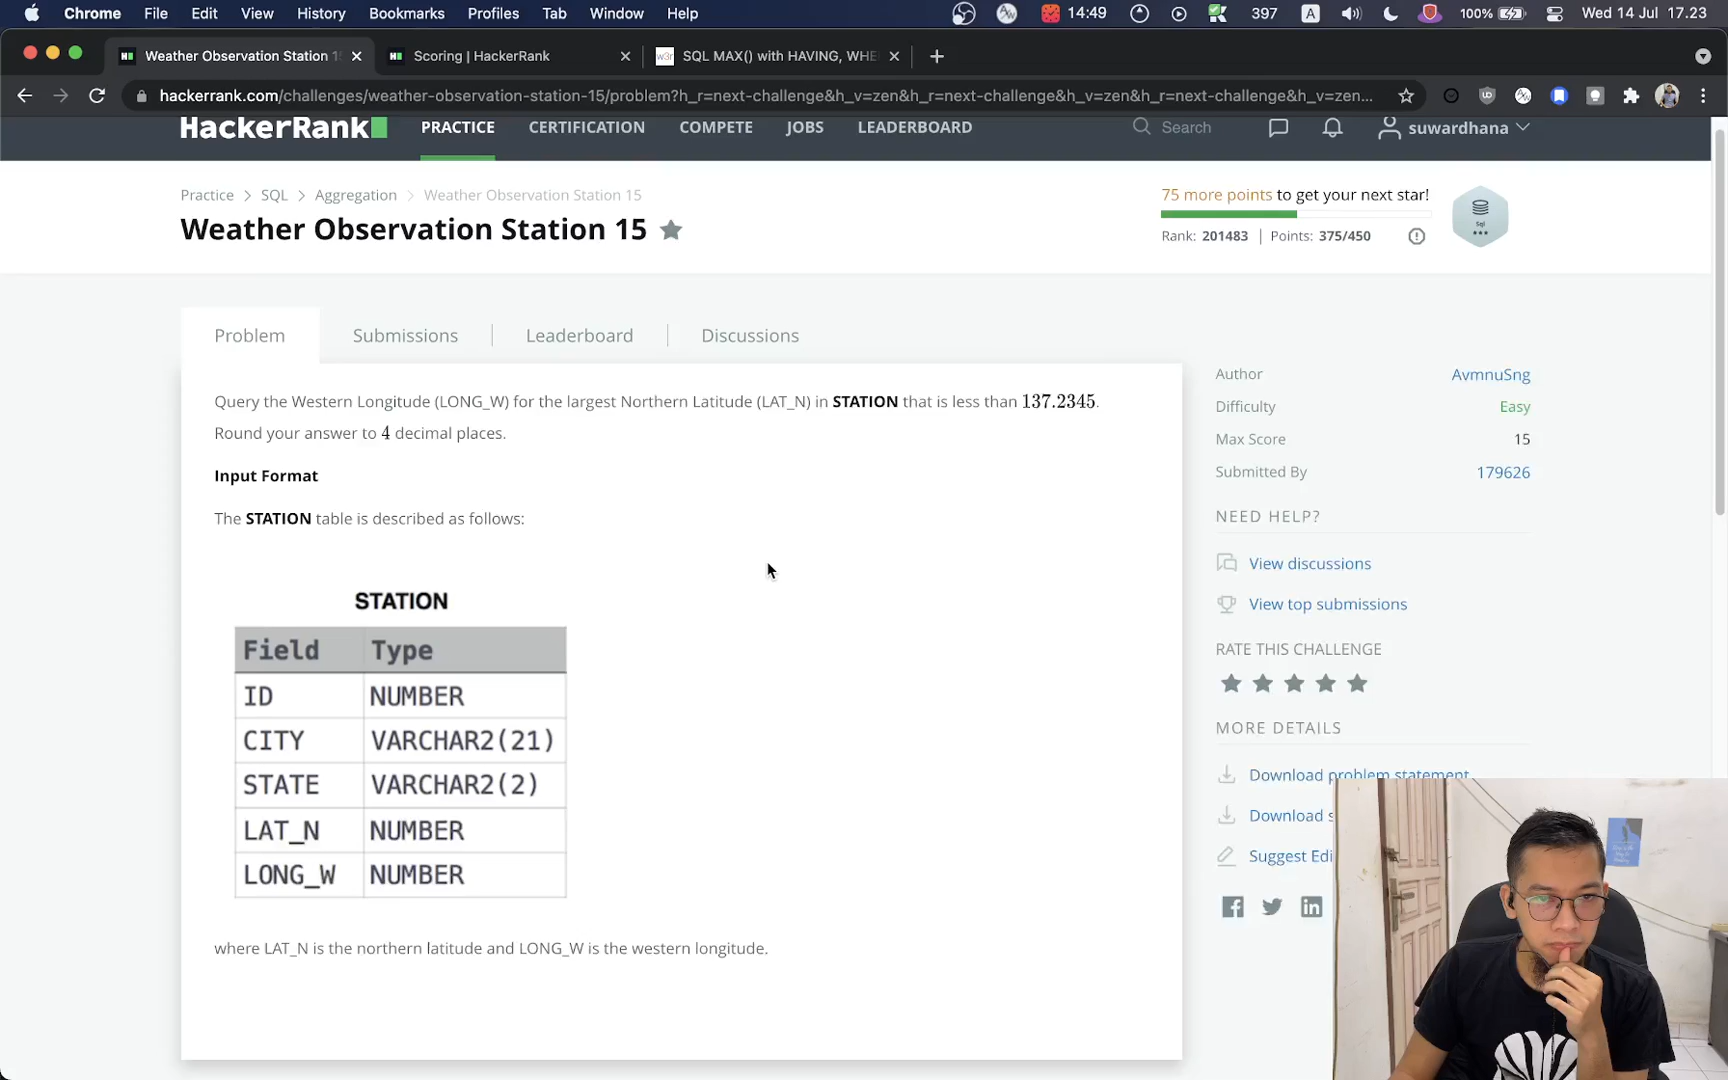 Chrome File Edit View History Bookmarks Profiles Tab Window Help 14:49 397 A 100% Wed 14 Jul 17.23
Weather Observation Station 15 Scoring | HackerRank w3r SQL MAX() with HAVING, WHE
hackerrank.com/challenges/weather-observation-station-15/problem?h_r=next-challenge&h_v=zen&h_r=next-challenge&h_v=zen&h_r=next-challenge&h_v=zen...
HackerRank PRACTICE CERTIFICATION COMPETE JOBS LEADERBOARD Search suwardhana
Practice > SQL > Aggregation > Weather Observation Station 15
75 more points to get your next star!
Weather Observation Station 15
Rank: 201483 | Points: 375/450
Sql
Problem Submissions Leaderboard Discussions
Query the Western Longitude (LONG_W) for the largest Northern Latitude (LAT_N) in STATION that is less than 137.2345.
Round your answer to 4 decimal places.
Input Format
The STATION table is described as follows:
STATION
Field Type
ID NUMBER
CITY VARCHAR2(21)
STATE VARCHAR2(2)
LAT_N NUMBER
LONG_W NUMBER
where LAT_N is the northern latitude and LONG_W is the western longitude.
Author AvmnuSng
Difficulty Easy
Max Score 15
Submitted By 179626
NEED HELP?
View discussions
View top submissions
RATE THIS CHALLENGE
MORE DETAILS
Download problem statement
Download s
Suggest Edi